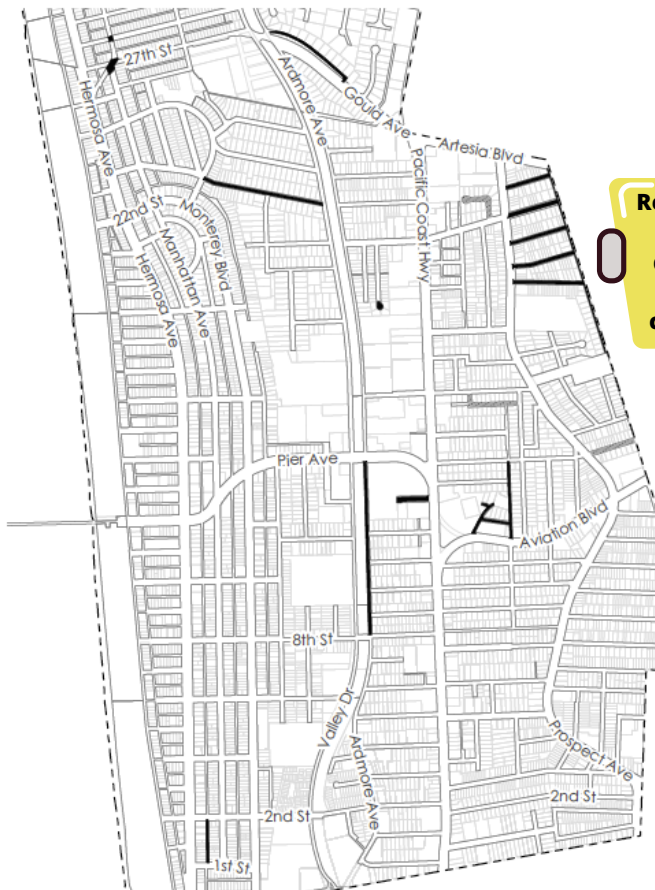 27th St
Ardmore Ave
Hermosa Ave
Gould Ave
Artesia Blvd
Pacific Coast Hwy
22nd St
Monterey Blvd
Manhattan Ave
Hermosa Ave
Pier Ave
Aviation Blvd
8th St
Valley Dr
Ardmore Ave
Prospect Ave
2nd St
2nd St
1st St